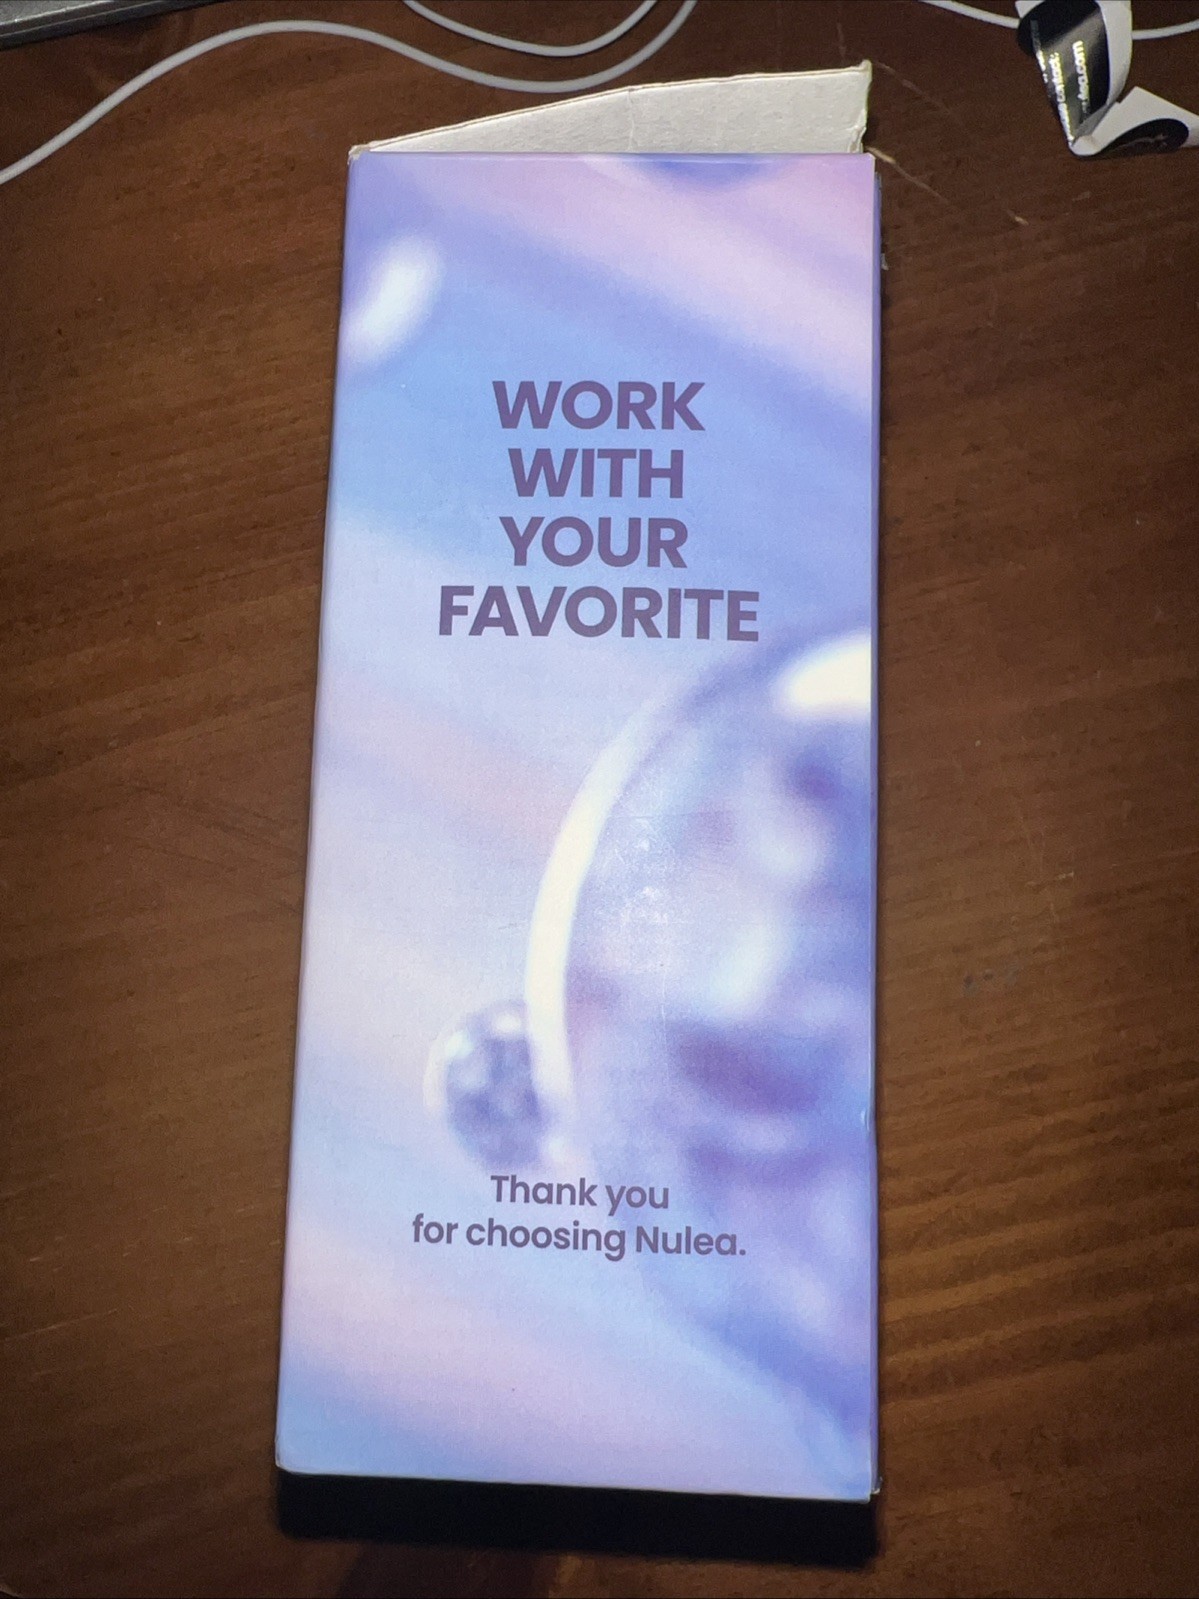 WORK
WITH
YOUR
FAVORITE
Thank you
for choosing Nulea.